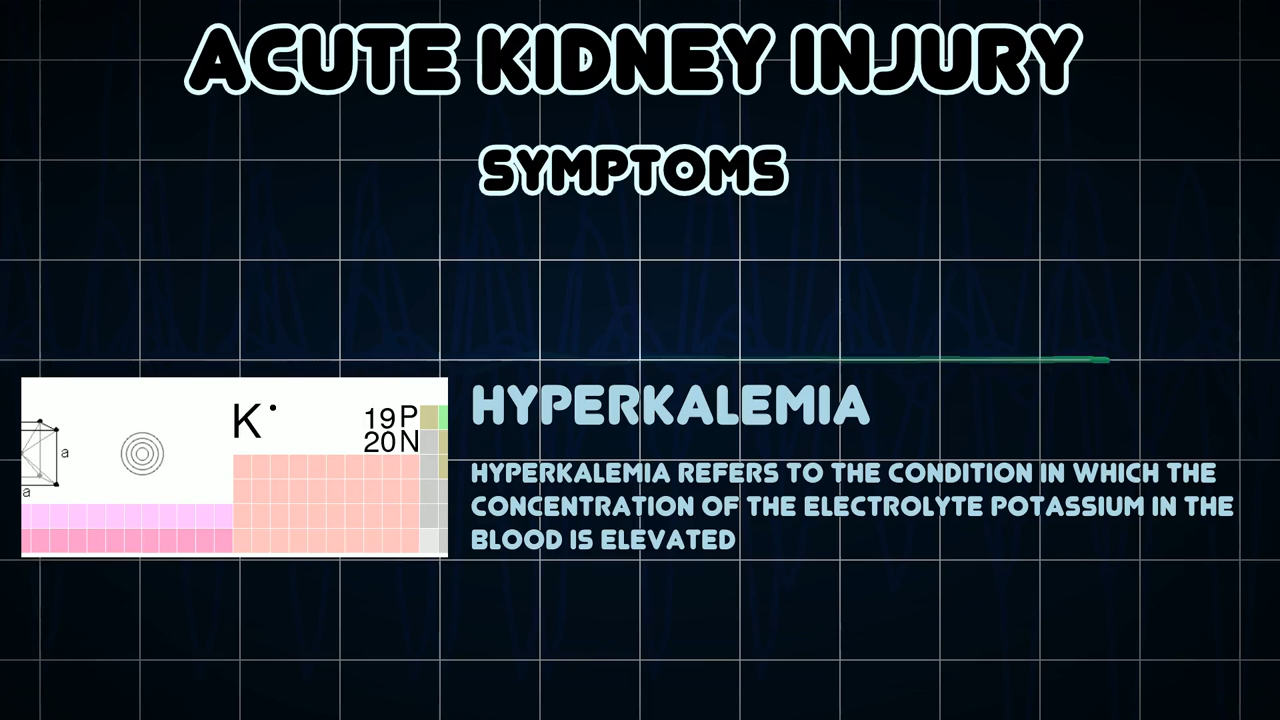 ACUTE KIDNEY INJURY
SYMPTOMS
K
19P
20N
a
a
HYPERKALEMIA
HYPERKALEMIA REFERS TO THE CONDITION IN WHICH THE
CONCENTRATION OF THE ELECTROLYTE POTASSIUM IN THE
BLOOD IS ELEVATED